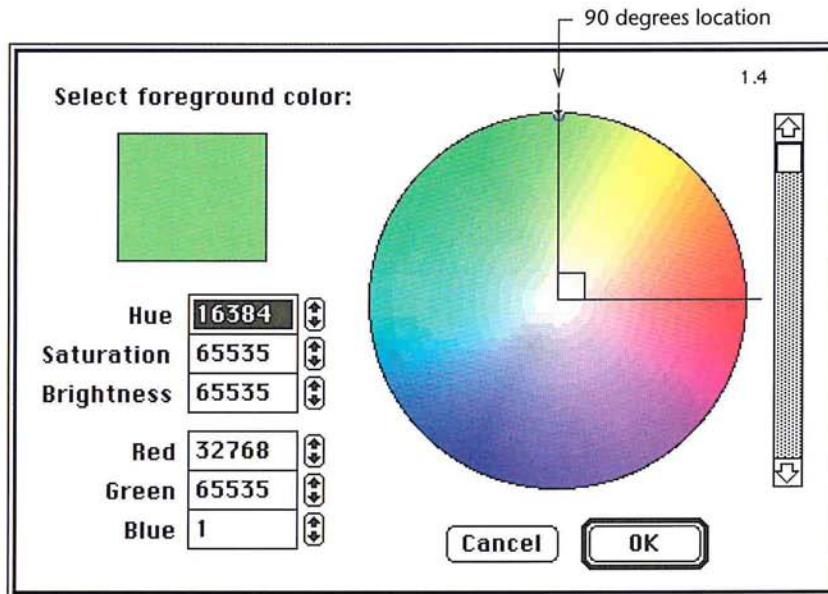 90 degrees location
1.4
Select foreground color:
Hue 16384
Saturation 65535
Brightness 65535
Red 32768
Green 65535
Blue 1
Cancel OK